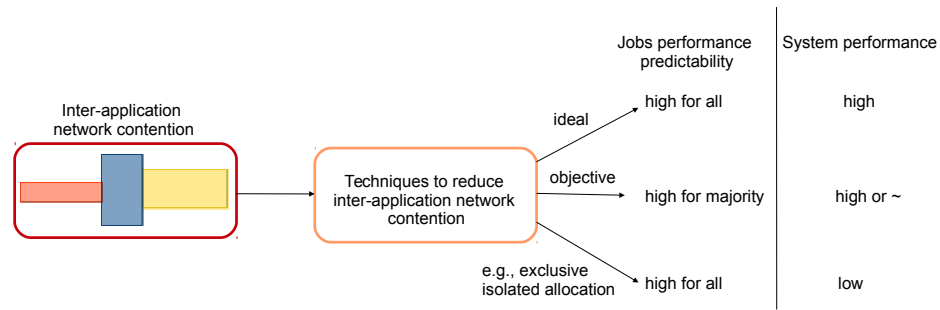 Jobs performance
predictability
System performance
Inter-application
network contention
high for all
high
ideal
Techniques to reduce
inter-application network
contention
objective
high for majority
high or ~
e.g., exclusive
isolated allocation
high for all
low